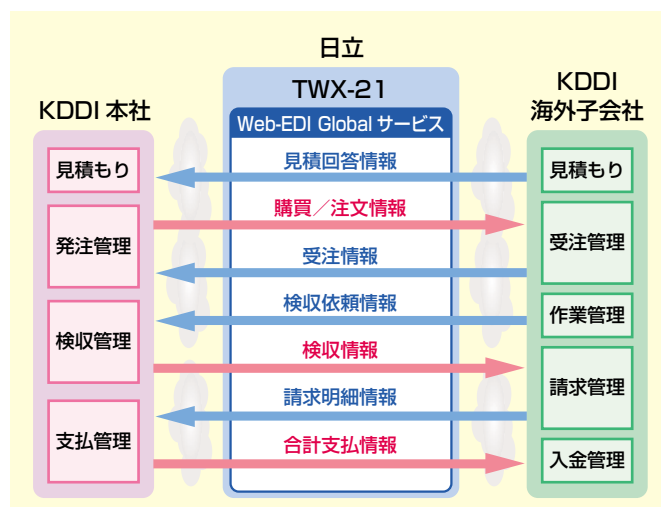 日立
TWX-21
Web-EDI Global サービス
KDDI 本社
見積もり
発注管理
検収管理
支払管理
見積回答情報
購買／注文情報
受注情報
検収依頼情報
検収情報
請求明細情報
合計支払情報
KDDI
海外子会社
見積もり
受注管理
作業管理
請求管理
入金管理